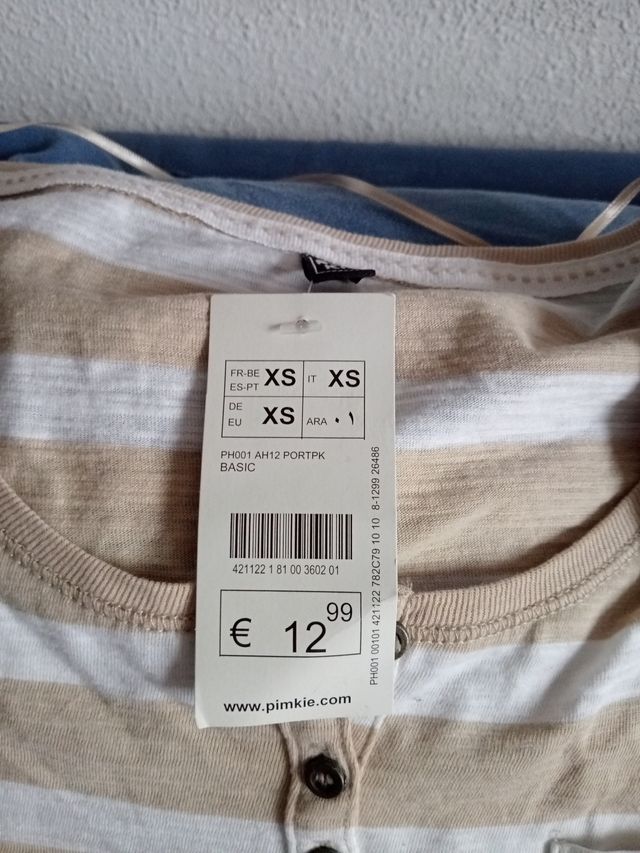 FR-BE
ES-PT XS IT XS
DE
EU XS ARA ٠١
PH001 AH12 PORTPK
BASIC
421122 1 81 00 3602 01
€ 12 99
www.pimkie.com
PH001 00101 421122 782C79 10 10 8-1299 26486